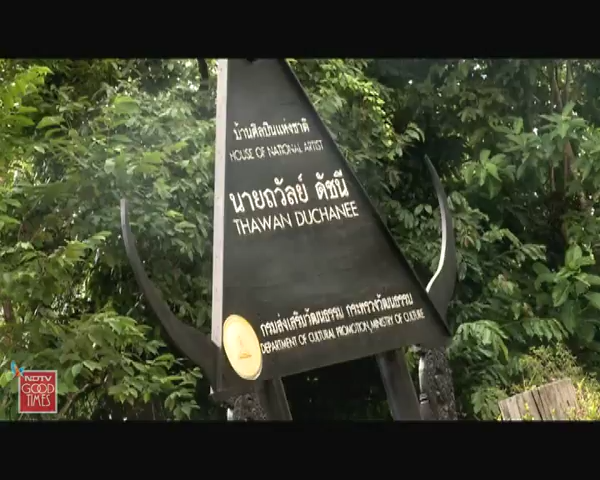 บ้านศิลปินแห่งชาติ
HOUSE OF NATIONAL ARTIST
นายถวัลย์ ดัชนี
THAWAN DUCHANEE
กรมส่งเสริมวัฒนธรรม กระทรวงวัฒนธรรม
DEPARTMENT OF CULTURAL PROMOTION, MINISTRY OF CULTURE
NDTV
GOOD
TIMES